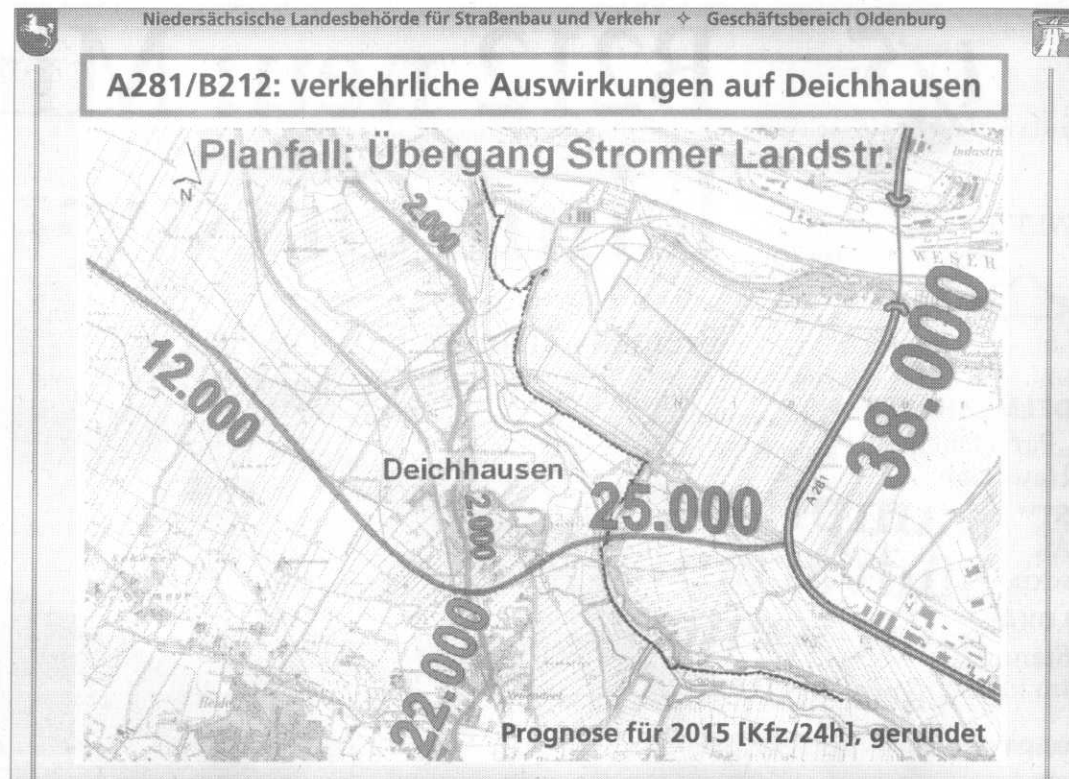 Niedersächsische Landesbehörde für Straßenbau und Verkehr ✧ Geschäftsbereich Oldenburg
A281/B212: verkehrliche Auswirkungen auf Deichhausen
Planfall: Übergang Stromer Landstr.
N
2.000
WESER
12.000
38.000
A 281
Deichhausen
25.000
2.000
22.000
Prognose für 2015 [Kfz/24h], gerundet